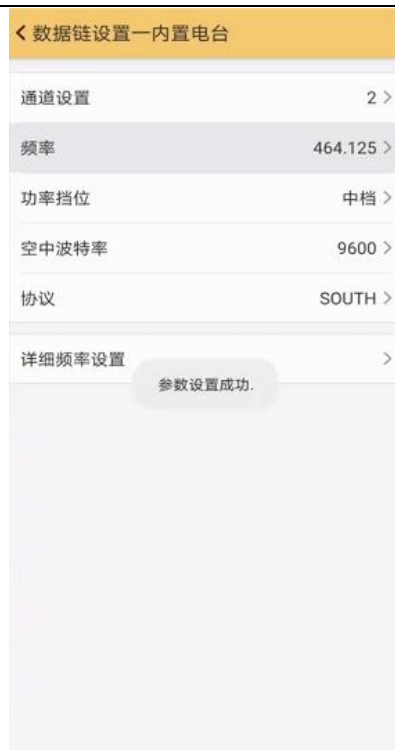 数据链设置一内置电台
通道设置 2
频率 464.125
功率挡位 中档
空中波特率 9600
协议 SOUTH
详细频率设置
参数设置成功.